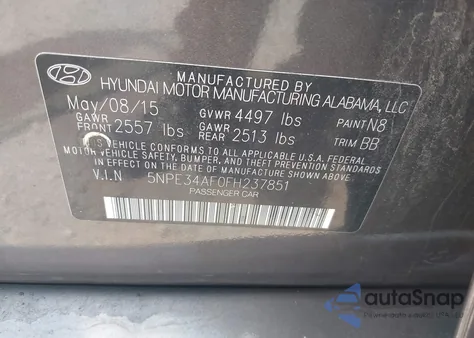 MANUFACTURED BY
HYUNDAI MOTOR MANUFACTURING ALABAMA, LLC
May/08/15 GVWR 4497 lbs PAINT N8
GAWR FRONT 2557 lbs GAWR REAR 2513 lbs TRIM BB
THIS VEHICLE CONFORMS TO ALL APPLICABLE U.S. FEDERAL
MOTOR VEHICLE SAFETY, BUMPER, AND THEFT PREVENTION STANDARDS
IN EFFECT ON THE DATE OF MANUFACTURE SHOWN ABOVE.
V.I.N 5NPE34AF0FH237851
PASSENGER CAR
autoSnap